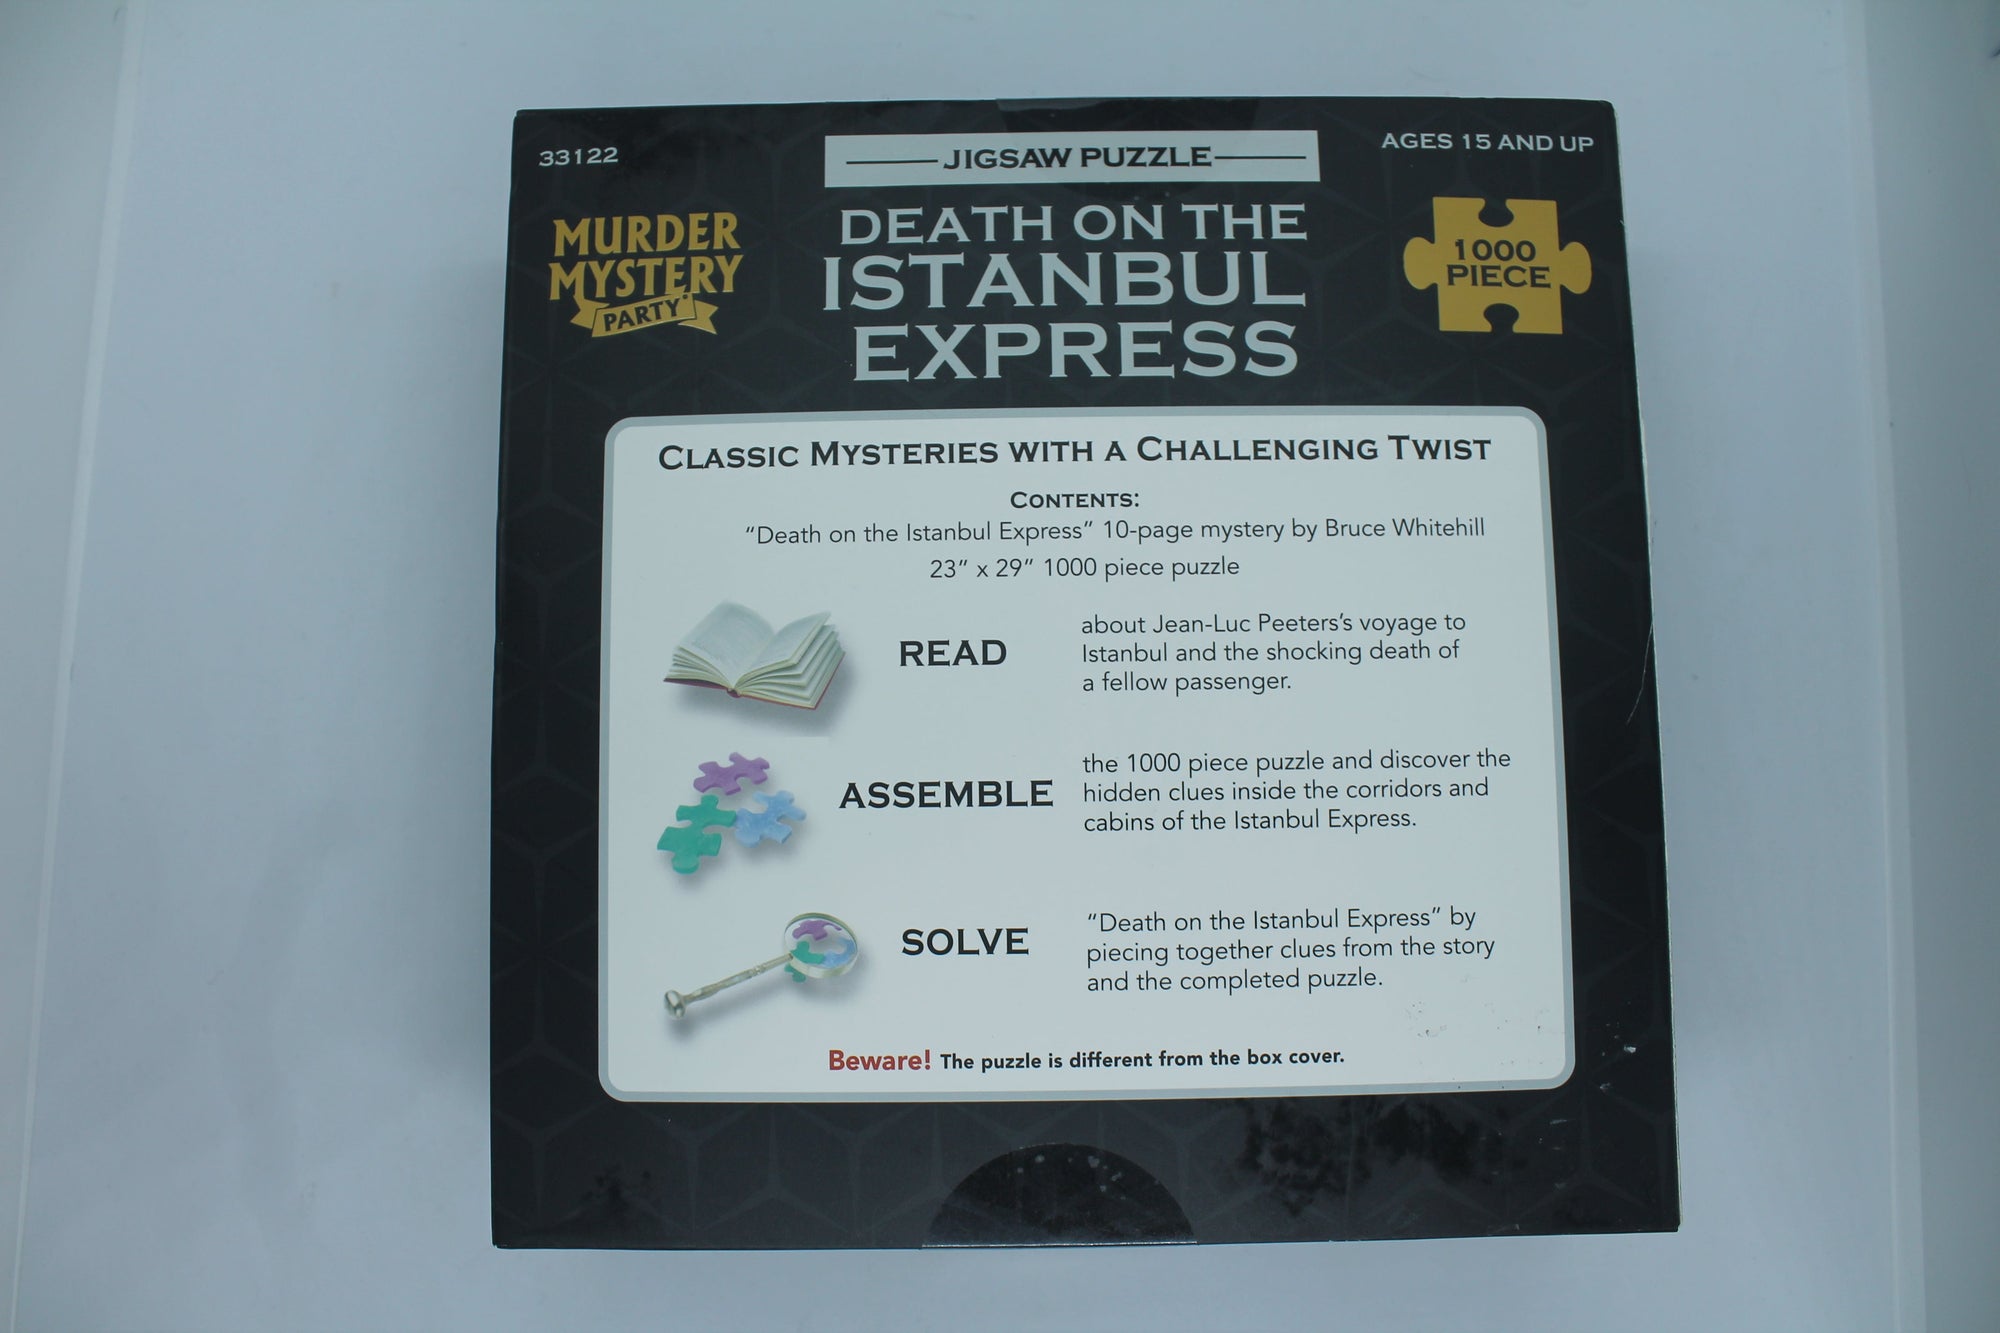 33122
JIGSAW PUZZLE
AGES 15 AND UP
MURDER
MYSTERY
PARTY®
DEATH ON THE
ISTANBUL
EXPRESS
1000
PIECE
CLASSIC MYSTERIES WITH A CHALLENGING TWIST
CONTENTS:
“Death on the Istanbul Express” 10-page mystery by Bruce Whitehill
23” x 29” 1000 piece puzzle
READ
about Jean-Luc Peeters’s voyage to
Istanbul and the shocking death of
a fellow passenger.
ASSEMBLE
the 1000 piece puzzle and discover the
hidden clues inside the corridors and
cabins of the Istanbul Express.
SOLVE
“Death on the Istanbul Express” by
piecing together clues from the story
and the completed puzzle.
Beware! The puzzle is different from the box cover.